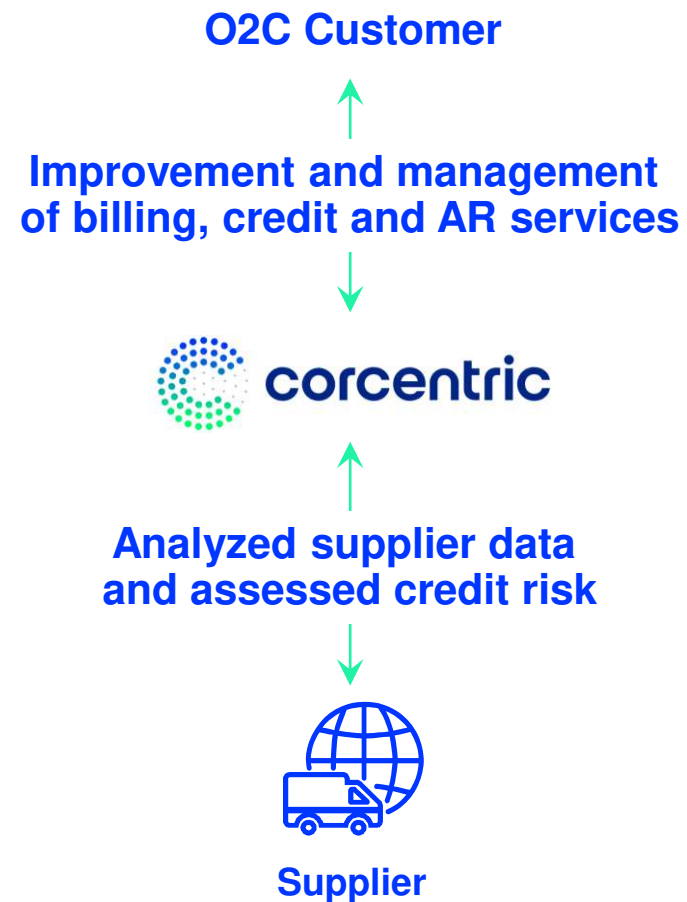 O2C Customer
Improvement and management
of billing, credit and AR services
corcentric
Analyzed supplier data
and assessed credit risk
Supplier